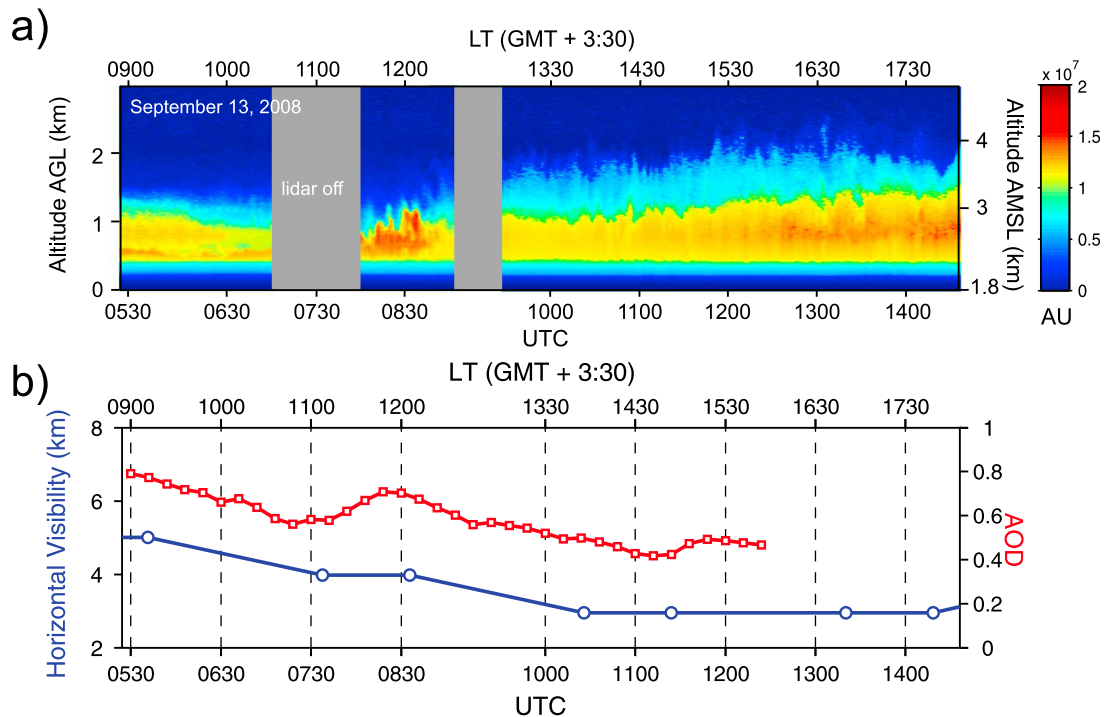 a)
LT (GMT + 3:30)
0900 1000 1100 1200 1330 1430 1530 1630 1730
September 13, 2008
lidar off
Altitude AGL (km)
2
1
0
4
3
1.8
Altitude AMSL (km)
x 10^7
2
1.5
1
0.5
0
AU
0530 0630 0730 0830 1000 1100 1200 1300 1400
UTC
b)
LT (GMT + 3:30)
0900 1000 1100 1200 1330 1430 1530 1630 1730
Horizontal Visibility (km)
8
6
4
2
1
0.8
0.6
0.4
0.2
0
AOD
0530 0630 0730 0830 1000 1100 1200 1300 1400
UTC